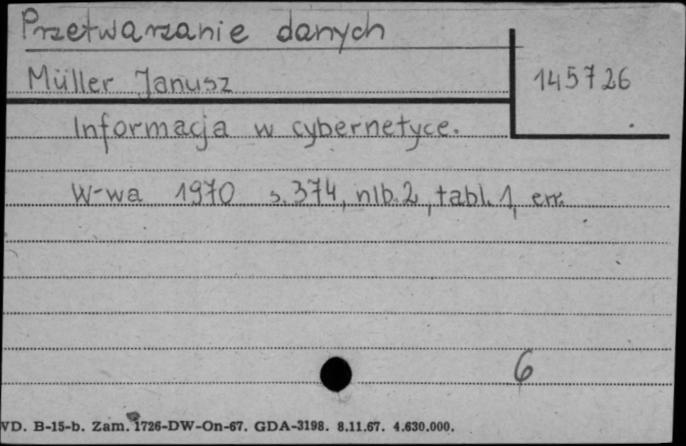 Przetwarzanie danych
Müller Janusz
145726
Informacja w cybernetyce.
W-wa 1970 s. 374, nlb. 2, tabl. 1, err.
6
VD. B-15-b. Zam. 1726-DW-On-67. GDA-3198. 8.11.67. 4.630.000.